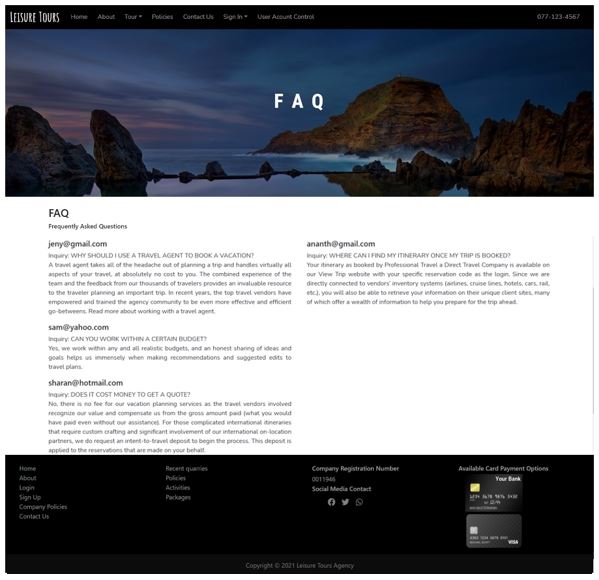 Leisure Tours Home About Tour Policies Contact Us Sign In User Account Control 077-123-4567
FAQ
FAQ
Frequently Asked Questions
jeny@gmail.com
Inquiry: WHY SHOULD I USE A TRAVEL AGENT TO BOOK A VACATION?
A travel agent takes all of the headache out of planning a trip and handles virtually all
aspects of your travel, at absolutely no cost to you. The combined experience of the
team and the feedback from our thousands of travelers provides an invaluable resource
to the traveler planning an important trip. In recent years, the top travel vendors have
empowered and trained the agency community to be even more effective and efficient
go-betweens. Read more about working with a travel agent.
sam@yahoo.com
Inquiry: CAN YOU WORK WITHIN A CERTAIN BUDGET?
Yes, we work within any and all realistic budgets, and an honest sharing of ideas and
goals helps us immensely when making recommendations and suggested edits to
travel plans.
sharan@hotmail.com
Inquiry: DOES IT COST MONEY TO GET A QUOTE?
No, there is no fee for our vacation planning services as the travel vendors involved
recognize our value and compensate us from the gross amount paid (what you would
have paid even without our assistance). For those complicated international itineraries
that require custom crafting and significant involvement of our international on-location
partners, we do request an intent-to-travel deposit to begin the process. This deposit is
applied to the reservations that are made on your behalf.
ananth@gmail.com
Inquiry: WHERE CAN I FIND MY ITINERARY ONCE MY TRIP IS BOOKED?
Your itinerary as booked by Professional Travel a Direct Travel Company is available on
our View Trip website with your specific reservation code as the login. Since we are
directly connected to vendors' inventory systems (airlines, cruise lines, hotels, cars, rail,
etc.), you will also be able to retrieve your information on their unique client sites, many
of which offer a wealth of information to help you prepare for the trip ahead.
Home
About
Login
Sign Up
Company Policies
Contact Us
Recent quarries
Policies
Activities
Packages
Company Registration Number
0011946
Social Media Contact
Available Card Payment Options
Your Bank
VISA
Copyright © 2021 Leisure Tours Agency